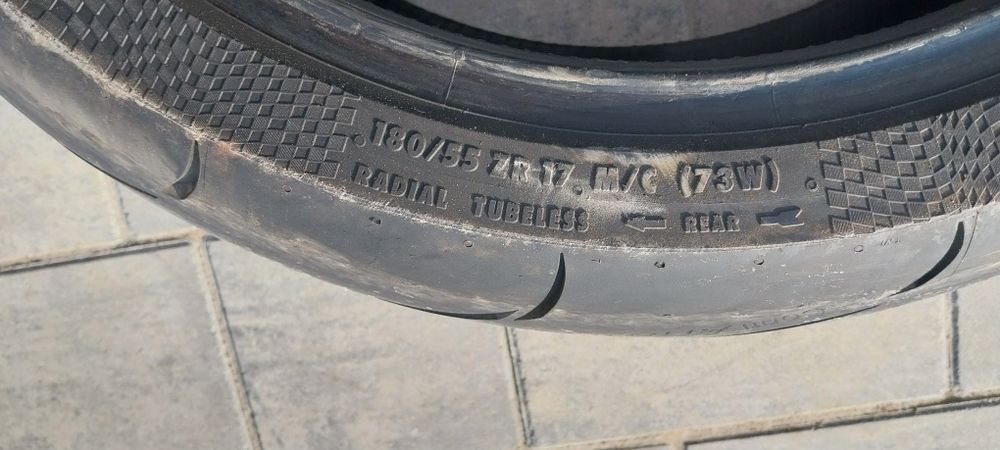 180/55 ZR 17 M/C (73W)
RADIAL TUBELESS REAR